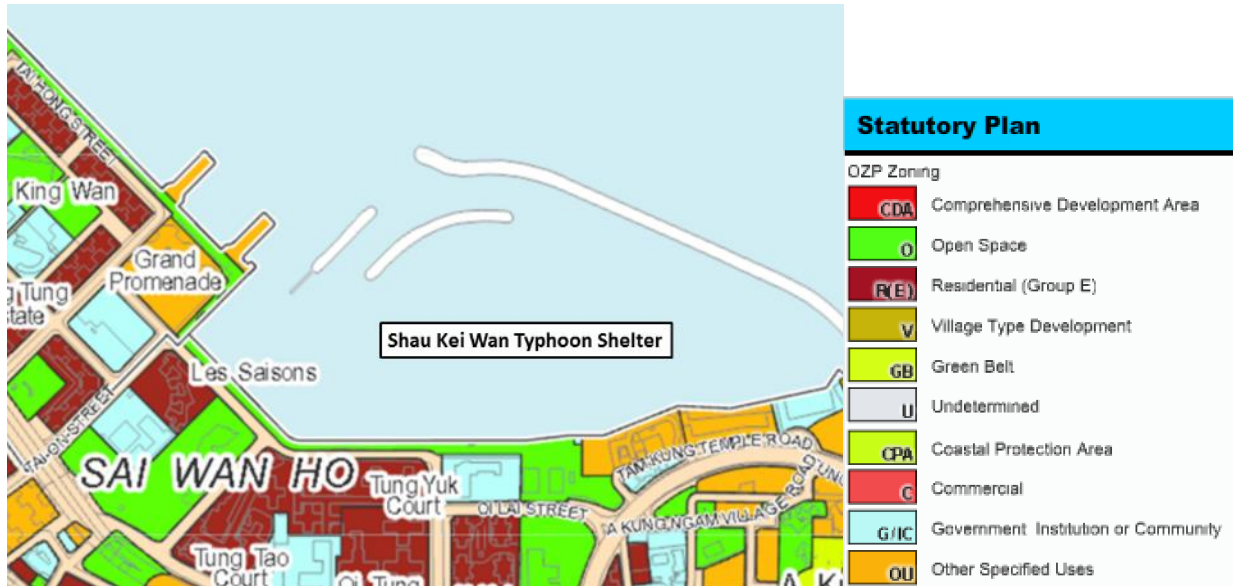 TAI HONG STREET
King Wan
Grand
Promenade
Tung
state
Shau Kei Wan Typhoon Shelter
Les Saisons
TAI ON STREET
SAI WAN HO
Tung Yuk
Court
OI LAI STREET
TAM KUNG TEMPLE ROAD
A KUNG NGAM VILLAGE ROAD
Tung Tao
Court
Oi Tung
A K
Statutory Plan
OZP Zoning
CDA Comprehensive Development Area
O Open Space
R(E) Residential (Group E)
V Village Type Development
GB Green Belt
U Undetermined
CPA Coastal Protection Area
C Commercial
G/IC Government Institution or Community
OU Other Specified Uses